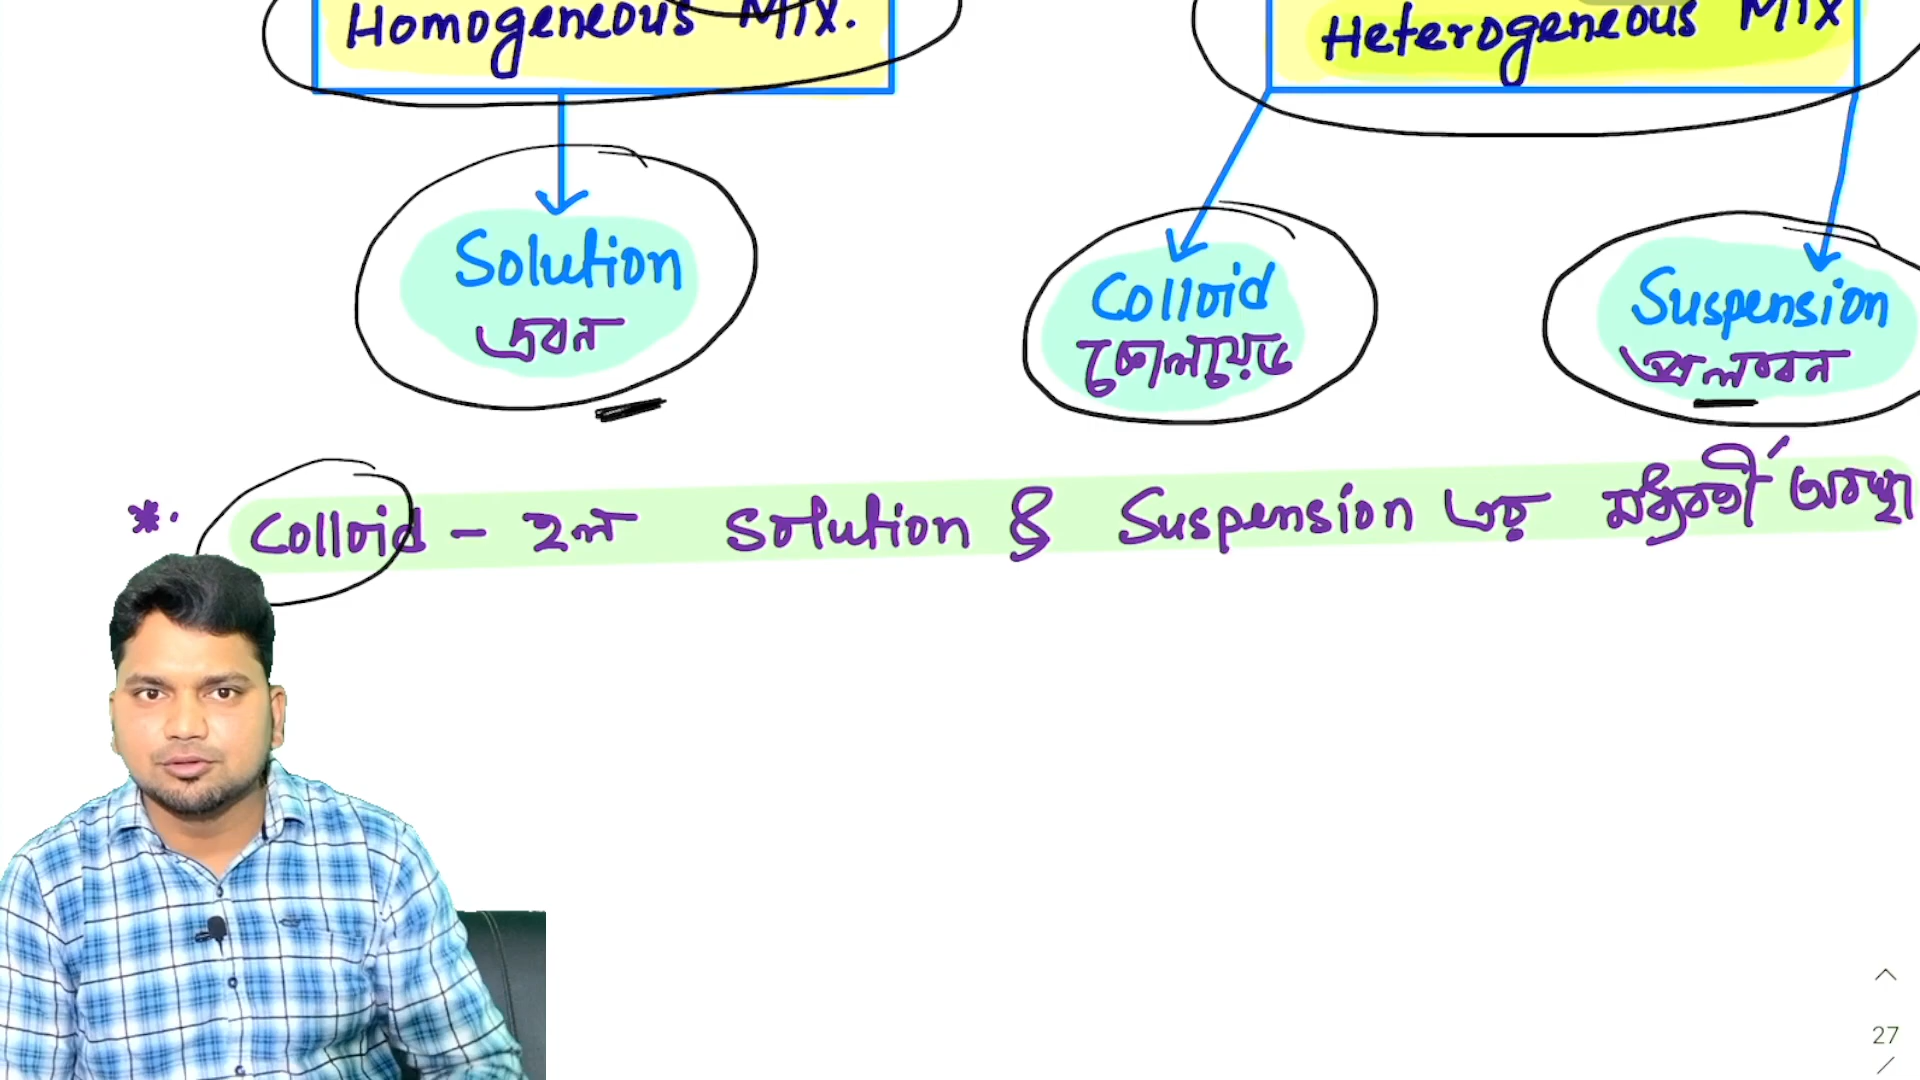 Homogeneous Mix.
Heterogeneous Mix
Solution
দ্রবন
Colloid
কোলয়েড
Suspension
প্রলম্বন
*. Colloid - হল Solution & Suspension এর মধ্যবর্তী অবস্থা
27